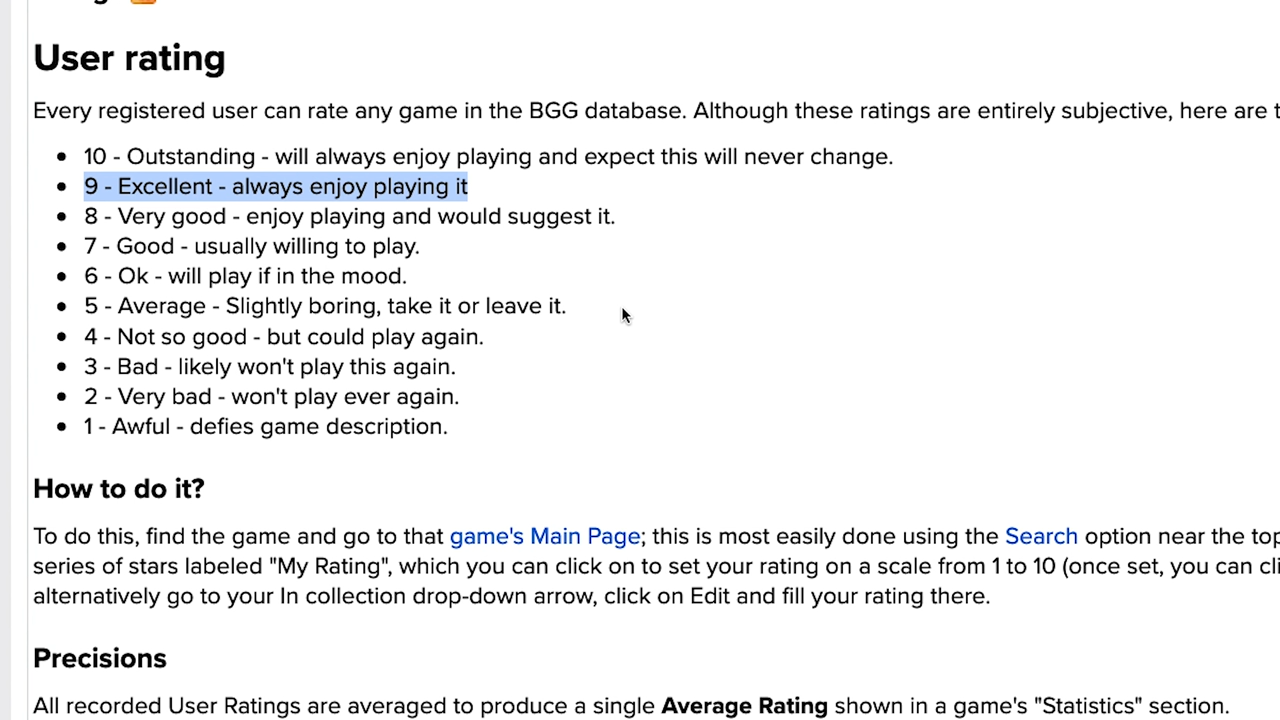 User rating
Every registered user can rate any game in the BGG database. Although these ratings are entirely subjective, here are
10 - Outstanding - will always enjoy playing and expect this will never change.
9 - Excellent - always enjoy playing it
8 - Very good - enjoy playing and would suggest it.
7 - Good - usually willing to play.
6 - Ok - will play if in the mood.
5 - Average - Slightly boring, take it or leave it.
4 - Not so good - but could play again.
3 - Bad - likely won't play this again.
2 - Very bad - won't play ever again.
1 - Awful - defies game description.
How to do it?
To do this, find the game and go to that game's Main Page; this is most easily done using the Search option near the top
series of stars labeled "My Rating", which you can click on to set your rating on a scale from 1 to 10 (once set, you can
alternatively go to your In collection drop-down arrow, click on Edit and fill your rating there.
Precisions
All recorded User Ratings are averaged to produce a single Average Rating shown in a game's "Statistics" section.